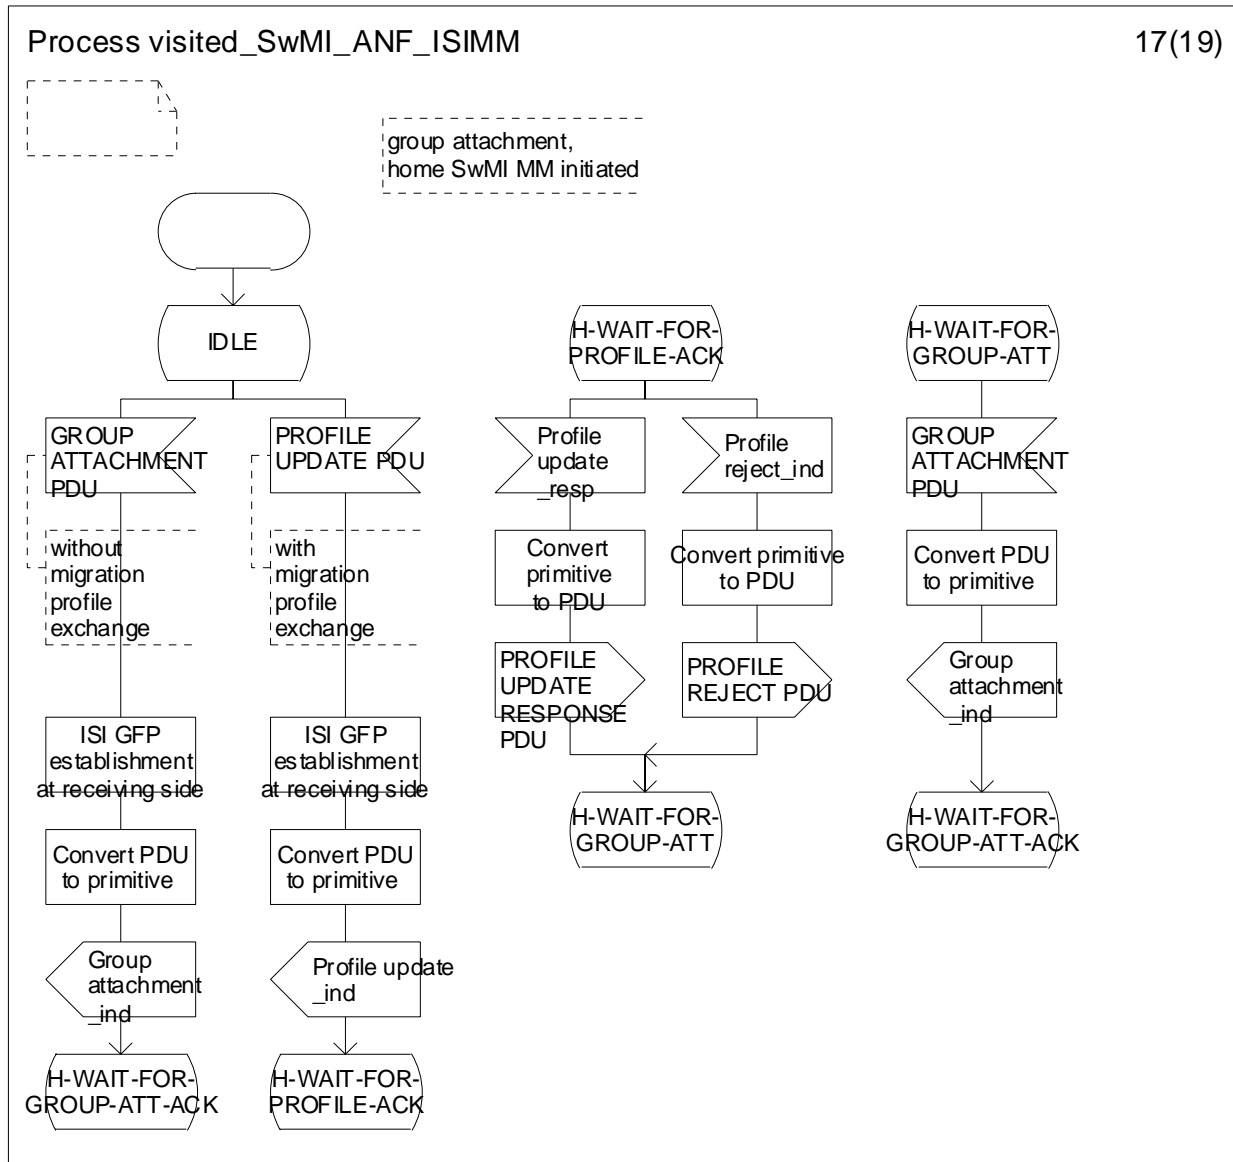 Process visited_SwMI_ANF_ISIMM
17(19)
group attachment,
home SwMI MM initiated
IDLE
GROUP
ATTACHMENT
PDU
without
migration
profile
exchange
ISI GFP
establishment
at receiving side
Convert PDU
to primitive
Group
attachment
_ind
H-WAIT-FOR-
GROUP-ATT-ACK
PROFILE
UPDATE PDU
with
migration
profile
exchange
ISI GFP
establishment
at receiving side
Convert PDU
to primitive
Profile update
_ind
H-WAIT-FOR-
PROFILE-ACK
H-WAIT-FOR-
PROFILE-ACK
Profile
update
_resp
Convert
primitive
to PDU
PROFILE
UPDATE
RESPONSE
PDU
Profile
reject_ind
Convert primitive
to PDU
PROFILE
REJECT PDU
H-WAIT-FOR-
GROUP-ATT
H-WAIT-FOR-
GROUP-ATT
GROUP
ATTACHMENT
PDU
Convert PDU
to primitive
Group
attachment
_ind
H-WAIT-FOR-
GROUP-ATT-ACK